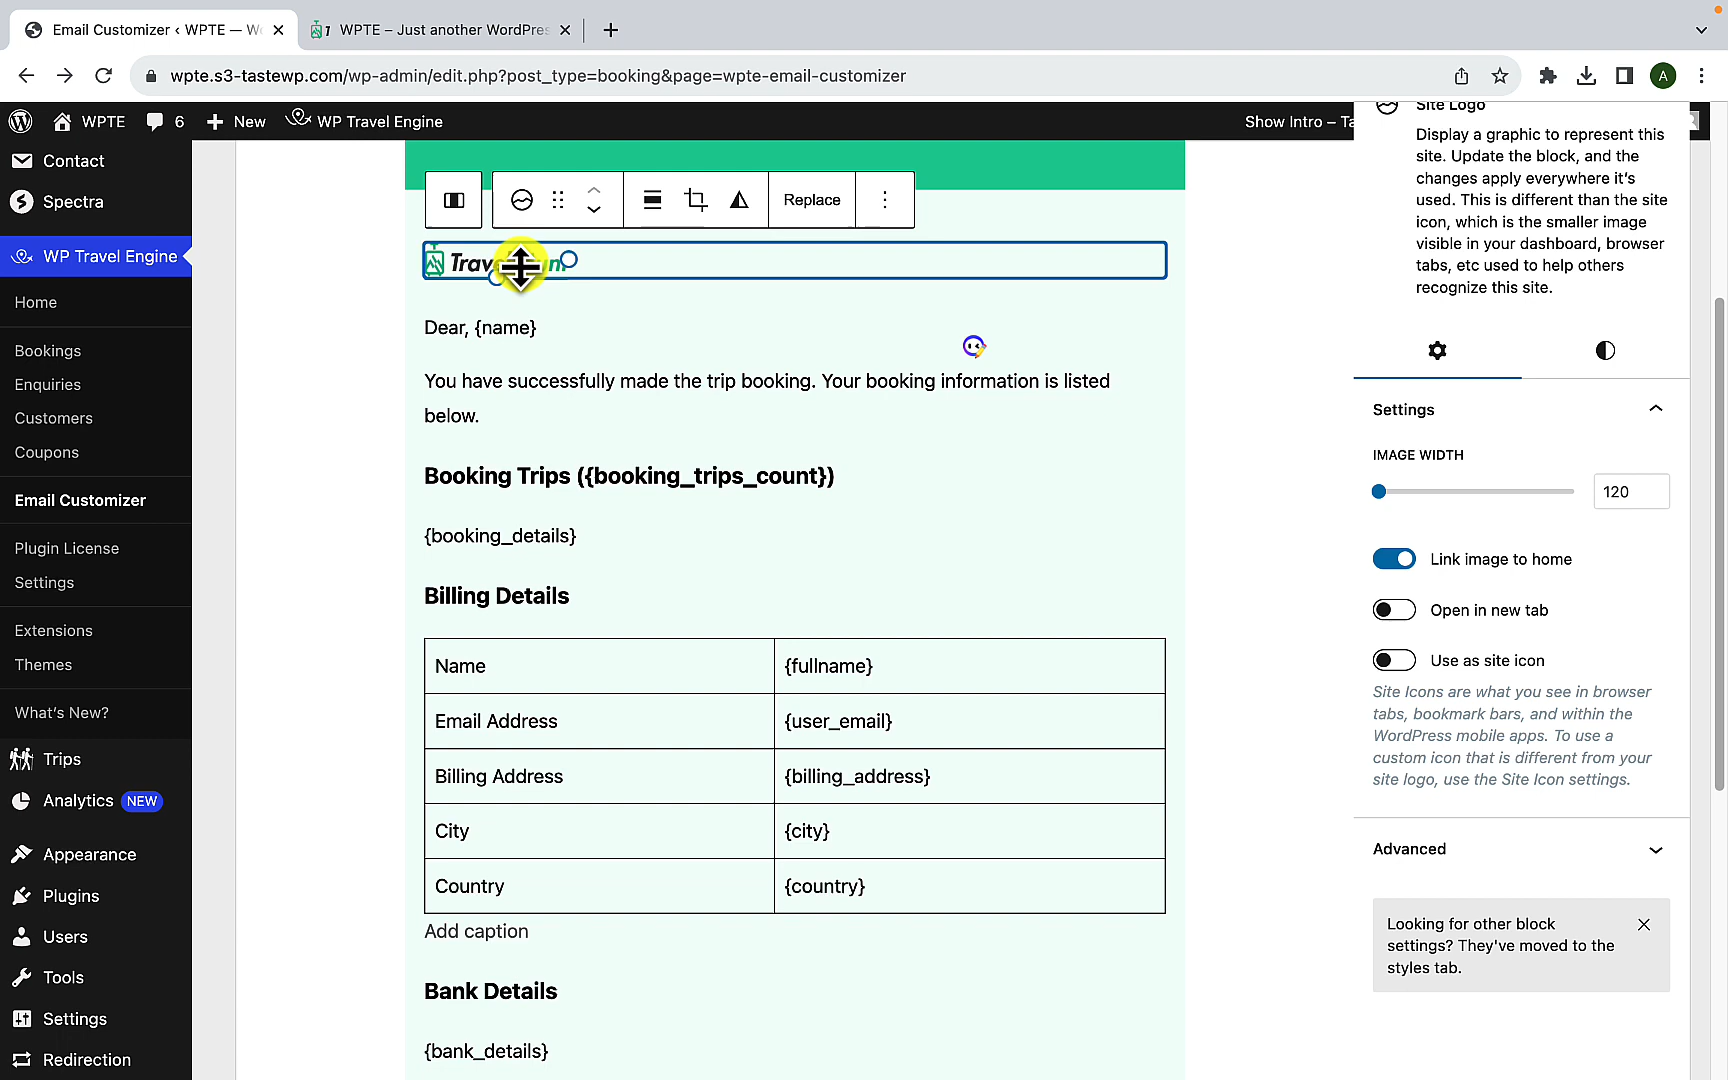 Email Customizer ‹ WPTE — W
WPTE – Just another WordPres
wpte.s3-tastewp.com/wp-admin/edit.php?post_type=booking&page=wpte-email-customizer
A
WPTE
6
New
WP Travel Engine
Show Intro – Ta
Contact
Spectra
WP Travel Engine
Home
Bookings
Enquiries
Customers
Coupons
Email Customizer
Plugin License
Settings
Extensions
Themes
What's New?
Trips
Analytics NEW
Appearance
Plugins
Users
Tools
Settings
Redirection
Replace
Dear, {name}
You have successfully made the trip booking. Your booking information is listed
below.
Booking Trips ({booking_trips_count})
{booking_details}
Billing Details
Name {fullname}
Email Address {user_email}
Billing Address {billing_address}
City {city}
Country {country}
Add caption
Bank Details
{bank_details}
Site Logo
Display a graphic to represent this
site. Update the block, and the
changes apply everywhere it's
used. This is different than the site
icon, which is the smaller image
visible in your dashboard, browser
tabs, etc used to help others
recognize this site.
Settings
IMAGE WIDTH
120
Link image to home
Open in new tab
Use as site icon
Site Icons are what you see in browser
tabs, bookmark bars, and within the
WordPress mobile apps. To use a
custom icon that is different from your
site logo, use the Site Icon settings.
Advanced
Looking for other block
settings? They've moved to the
styles tab.